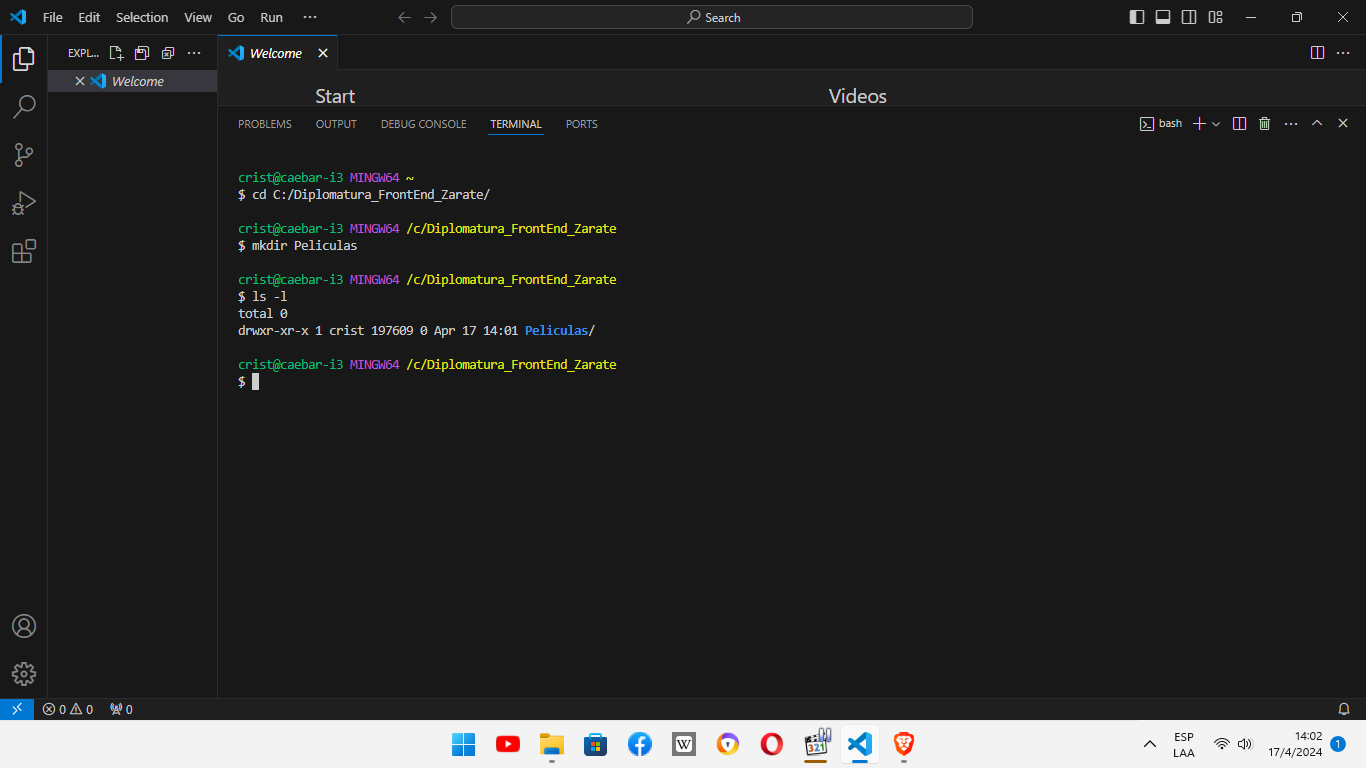 File Edit Selection View Go Run ··· Search
EXPL... Welcome
Welcome
Start Videos
PROBLEMS OUTPUT DEBUG CONSOLE TERMINAL PORTS bash
crist@caebar-i3 MINGW64 ~
$ cd C:/Diplomatura_FrontEnd_Zarate/
crist@caebar-i3 MINGW64 /c/Diplomatura_FrontEnd_Zarate
$ mkdir Peliculas
crist@caebar-i3 MINGW64 /c/Diplomatura_FrontEnd_Zarate
$ ls -l
total 0
drwxr-xr-x 1 crist 197609 0 Apr 17 14:01 Peliculas/
crist@caebar-i3 MINGW64 /c/Diplomatura_FrontEnd_Zarate
$
0 0 0
W 321
ESP
LAA
14:02
17/4/2024
1